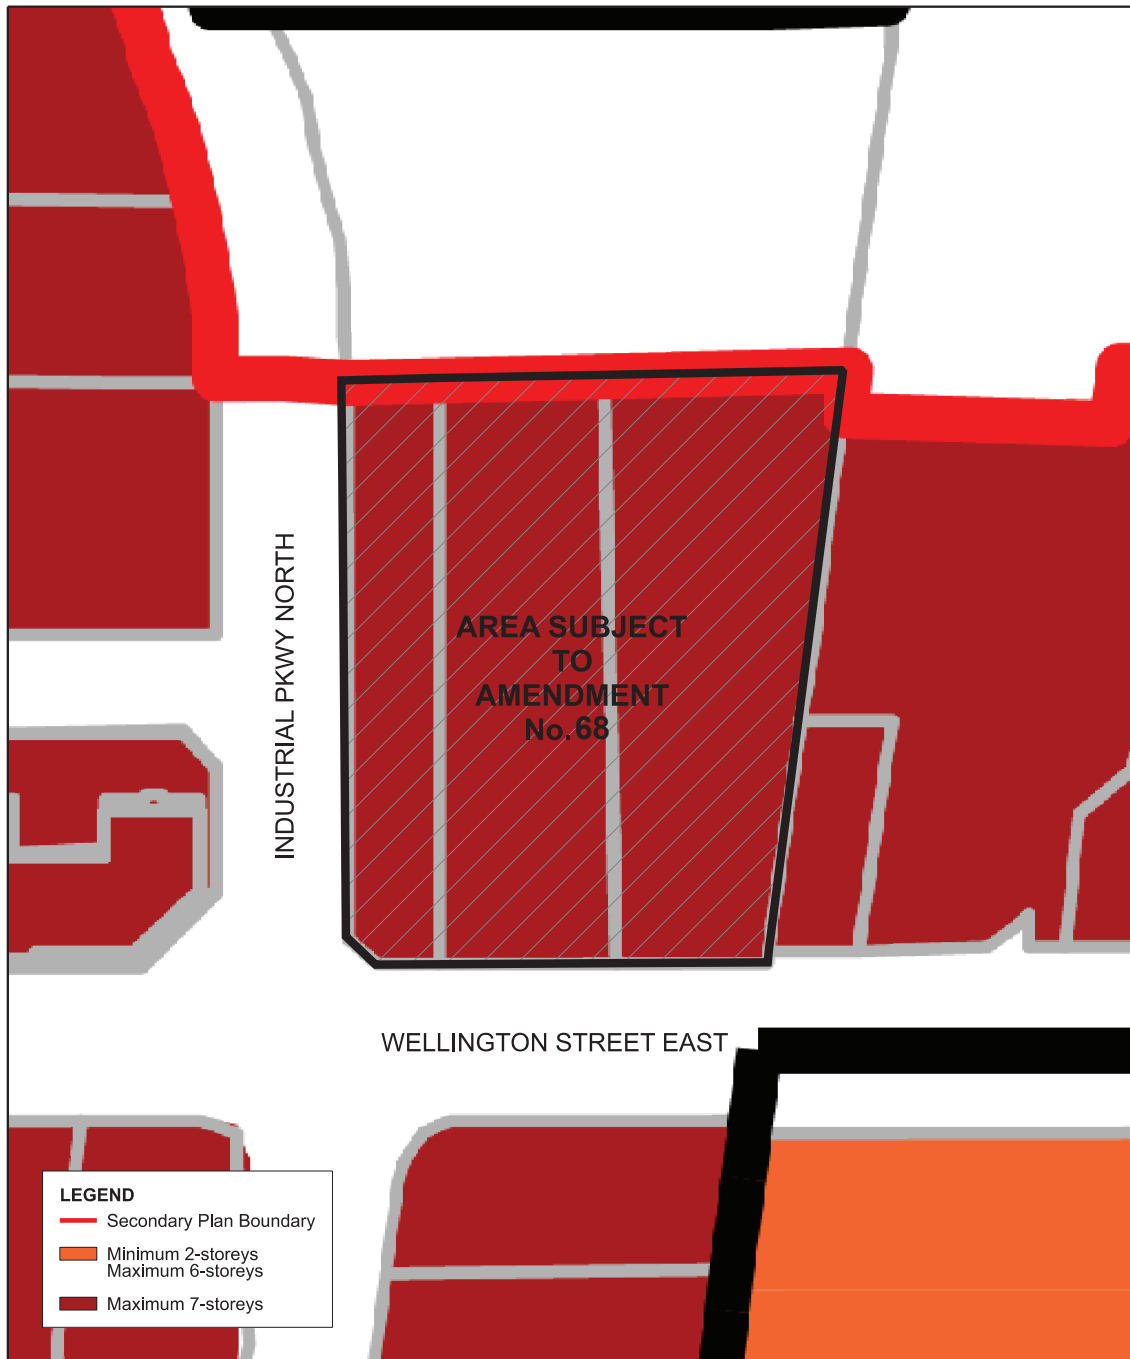 INDUSTRIAL PKWY NORTH
AREA SUBJECT
TO
AMENDMENT
No. 68
WELLINGTON STREET EAST
LEGEND
Secondary Plan Boundary
Minimum 2-storeys
Maximum 6-storeys
Maximum 7-storeys